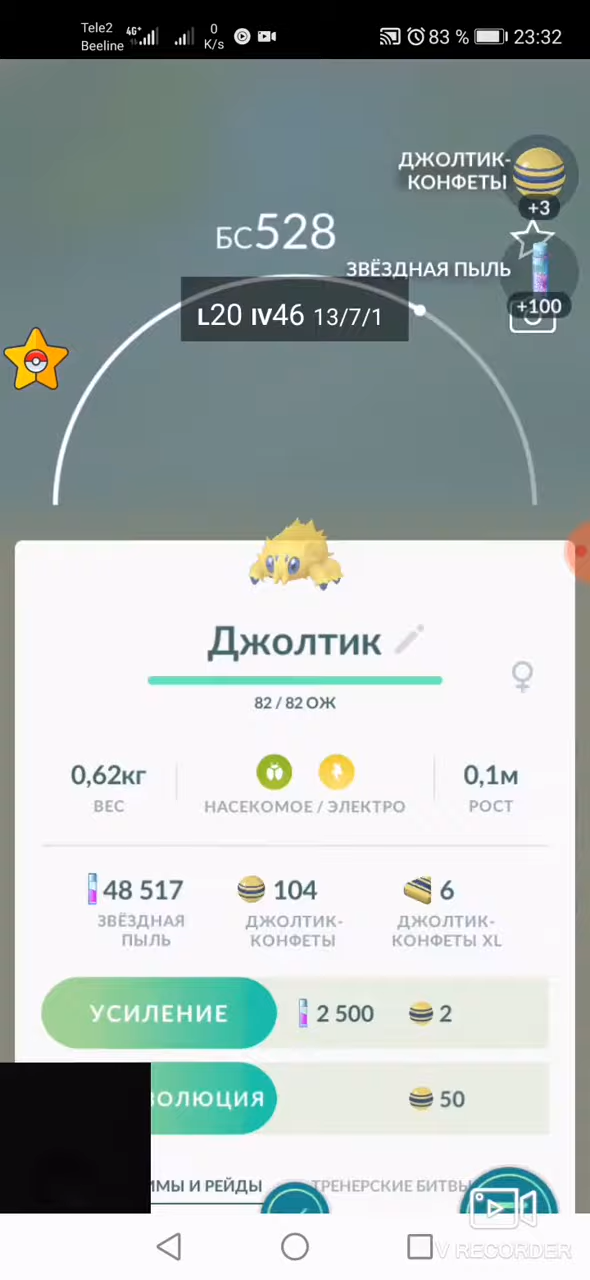 Tele2
Beeline
4G+
0
K/s
83 %
23:32
ДЖОЛТИК-
КОНФЕТЫ
+3
БС528
ЗВЁЗДНАЯ ПЫЛЬ
+100
L20 IV46 13/7/1
Джолтик
82 / 82 ОЖ
0,62кг
ВЕС
НАСЕКОМОЕ / ЭЛЕКТРО
0,1м
РОСТ
48 517
ЗВЁЗДНАЯ
ПЫЛЬ
104
ДЖОЛТИК-
КОНФЕТЫ
6
ДЖОЛТИК-
КОНФЕТЫ XL
УСИЛЕНИЕ
2 500
2
ВОЛЮЦИЯ
50
ИМЫ И РЕЙДЫ
ТРЕНЕРСКИЕ БИТВЫ
V RECORDER